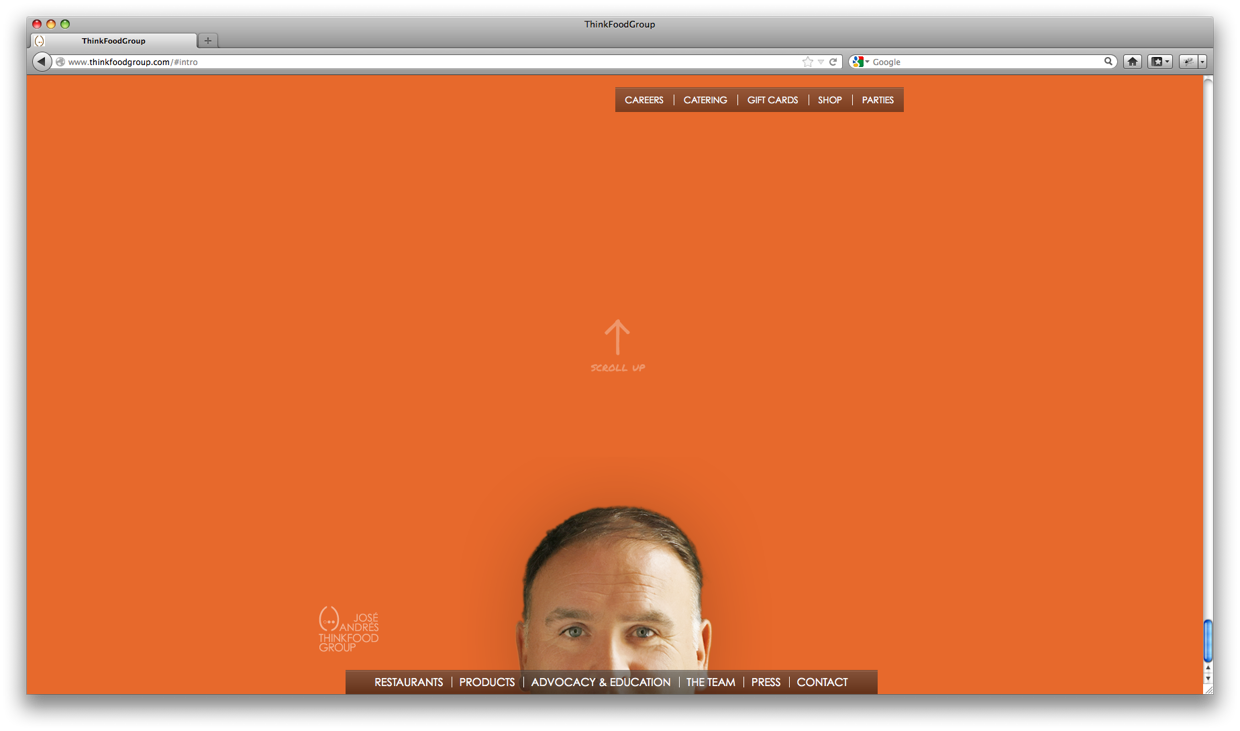 ThinkFoodGroup
ThinkFoodGroup
www.thinkfoodgroup.com/#intro
Google
CAREERS | CATERING | GIFT CARDS | SHOP | PARTIES
SCROLL UP
JOSÉ
ANDRÉS
THINKFOOD
GROUP
RESTAURANTS | PRODUCTS | ADVOCACY & EDUCATION | THE TEAM | PRESS | CONTACT